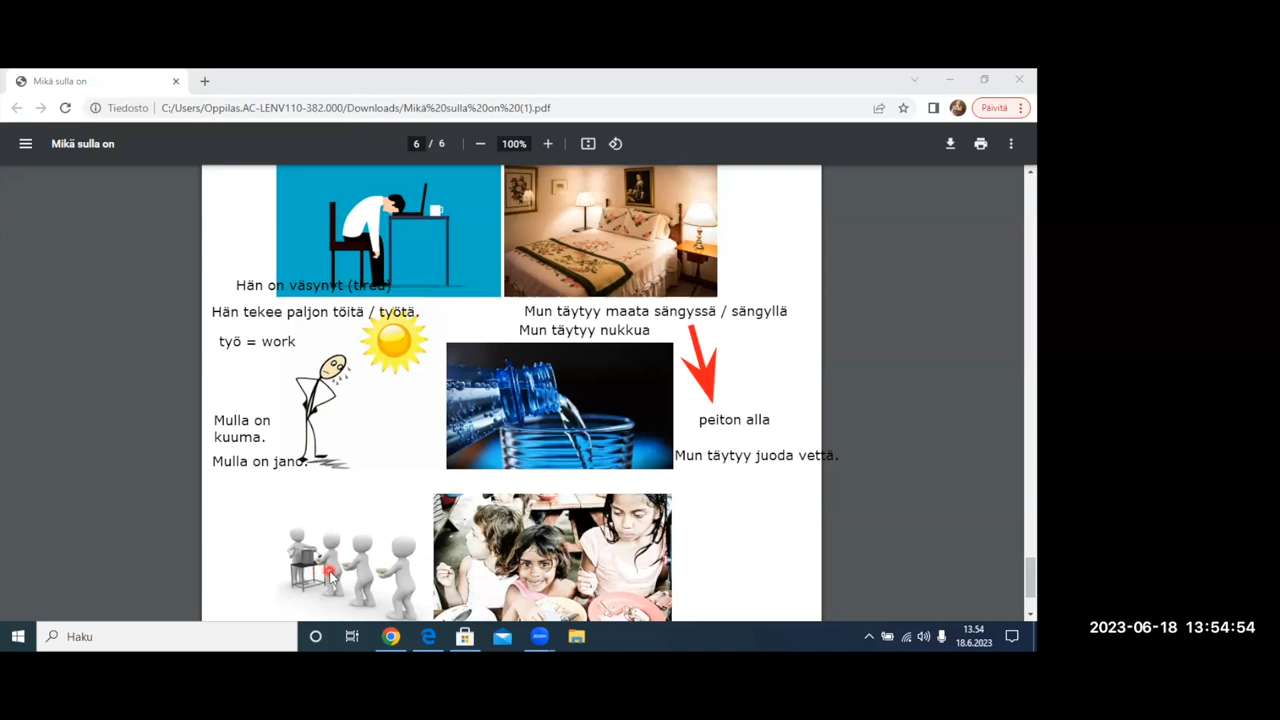 Mikä sulla on
Tiedosto
C:/Users/Oppilas.AC-LENV110-382.000/Downloads/Mikä%20sulla%20on%20(1).pdf
Päivitä
Mikä sulla on
6 / 6
100%
Hän on väsynyt (tired)
Hän tekee paljon töitä / työtä.
työ = work
Mun täytyy maata sängyssä / sängyllä
Mun täytyy nukkua
peiton alla
Mulla on
kuuma.
Mulla on jano.
Mun täytyy juoda vettä.
Haku
zoom
13.54
18.6.2023
2023-06-18 13:54:54